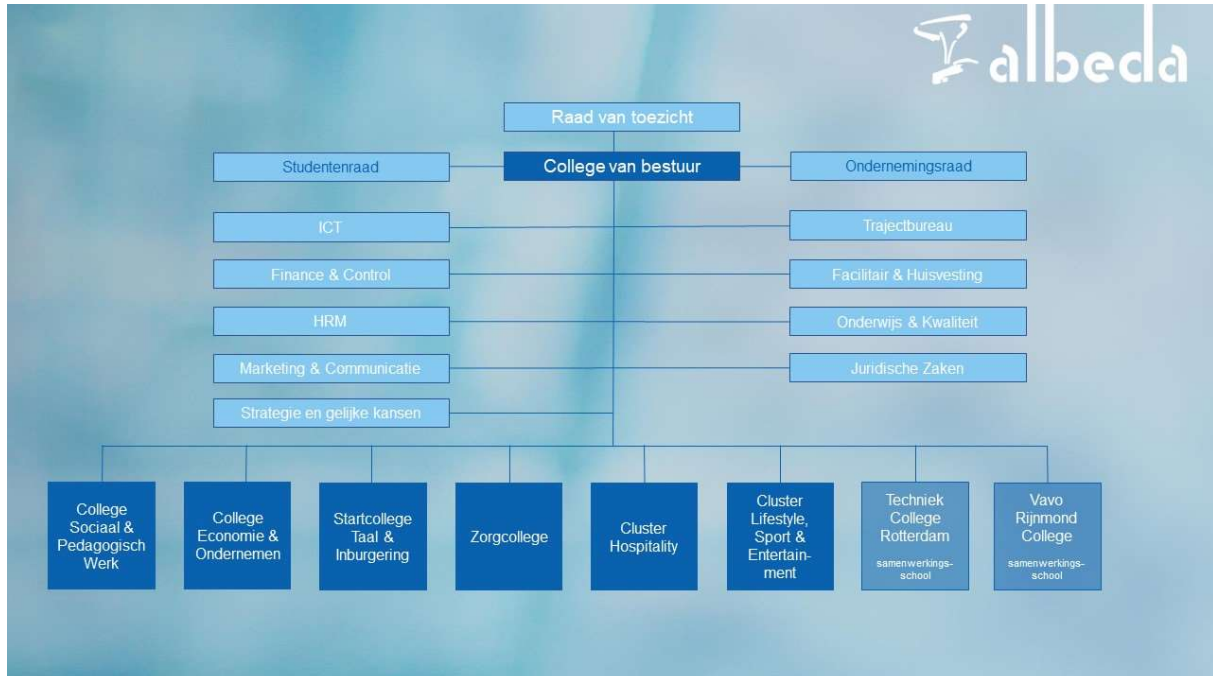 albeda
Raad van toezicht
Studentenraad
College van bestuur
Ondernemingsraad
ICT
Trajectbureau
Finance & Control
Facilitair & Huisvesting
HRM
Onderwijs & Kwaliteit
Marketing & Communicatie
Juridische Zaken
Strategie en gelijke kansen
College
Sociaal &
Pedagogisch
Werk
College
Economie &
Ondernemen
Startcollege
Taal &
Inburgering
Zorgcollege
Cluster
Hospitality
Cluster
Lifestyle,
Sport &
Entertain-
ment
Techniek
College
Rotterdam
samenwerkings-
school
Vavo
Rijnmond
College
samenwerkings-
school